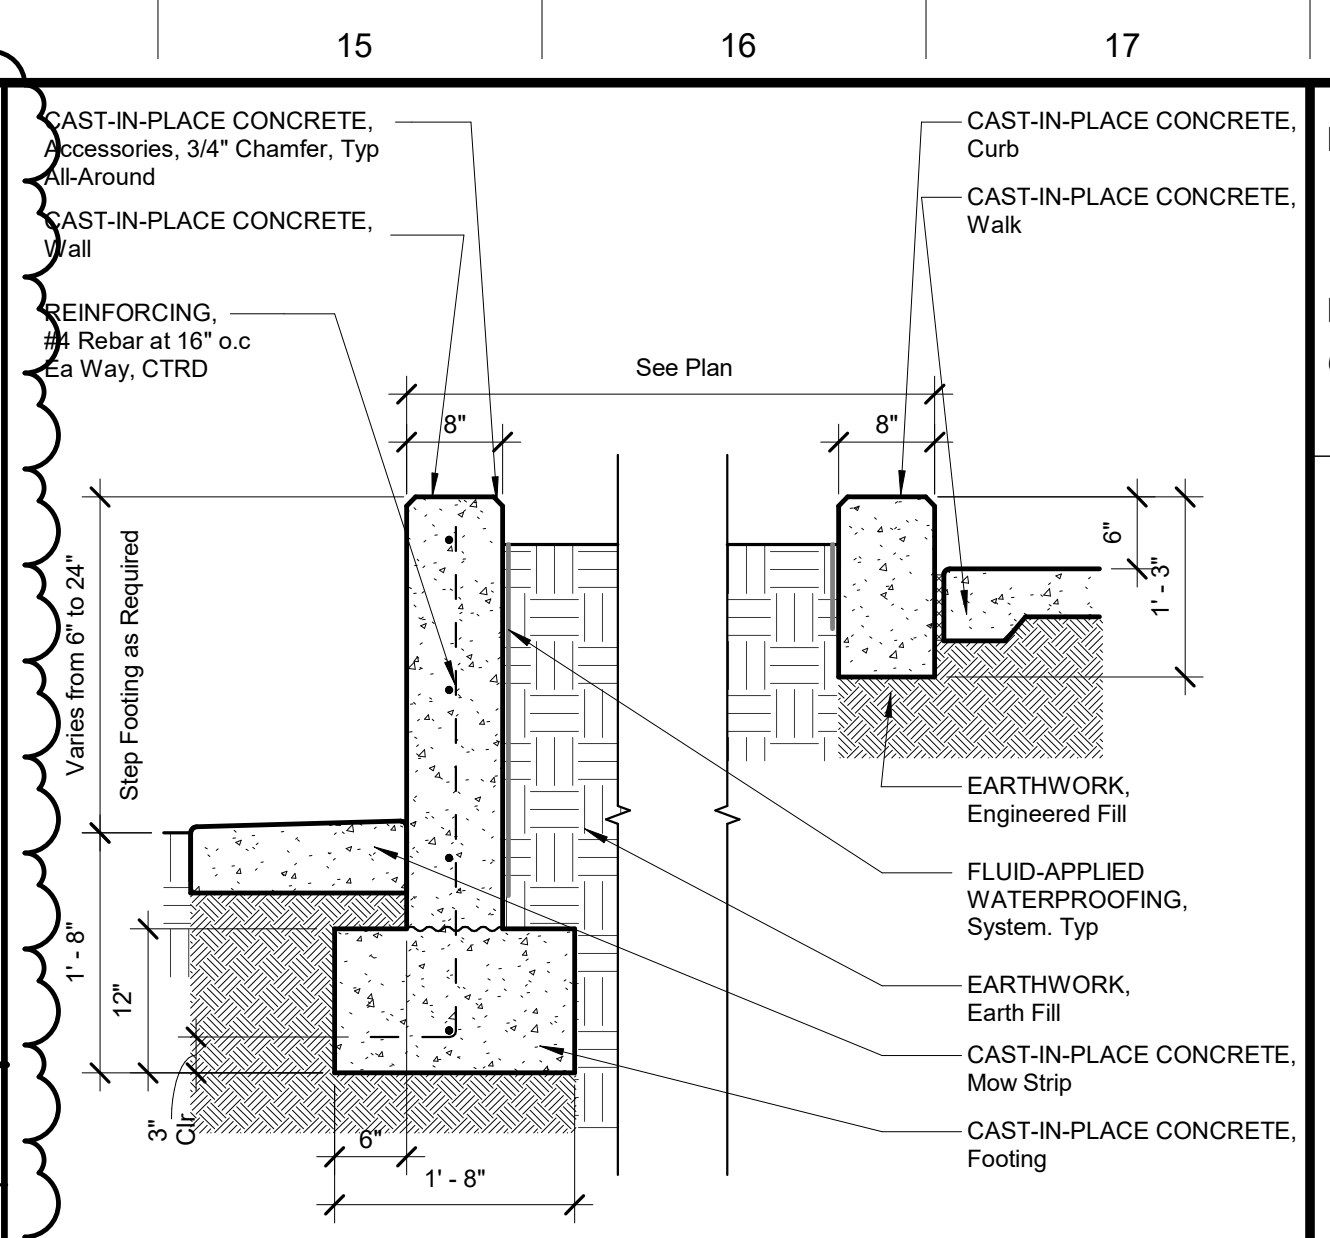 15
16
17
CAST-IN-PLACE CONCRETE,
Accessories, 3/4" Chamfer, Typ
All-Around
CAST-IN-PLACE CONCRETE,
Wall
REINFORCING,
#4 Rebar at 16" o.c
Ea Way, CTRD
CAST-IN-PLACE CONCRETE,
Curb
CAST-IN-PLACE CONCRETE,
Walk
See Plan
8"
8"
6"
1' - 3"
Varies from 6" to 24"
Step Footing as Required
1' - 8"
12"
3"
Clr
6"
1' - 8"
EARTHWORK,
Engineered Fill
FLUID-APPLIED
WATERPROOFING,
System. Typ
EARTHWORK,
Earth Fill
CAST-IN-PLACE CONCRETE,
Mow Strip
CAST-IN-PLACE CONCRETE,
Footing